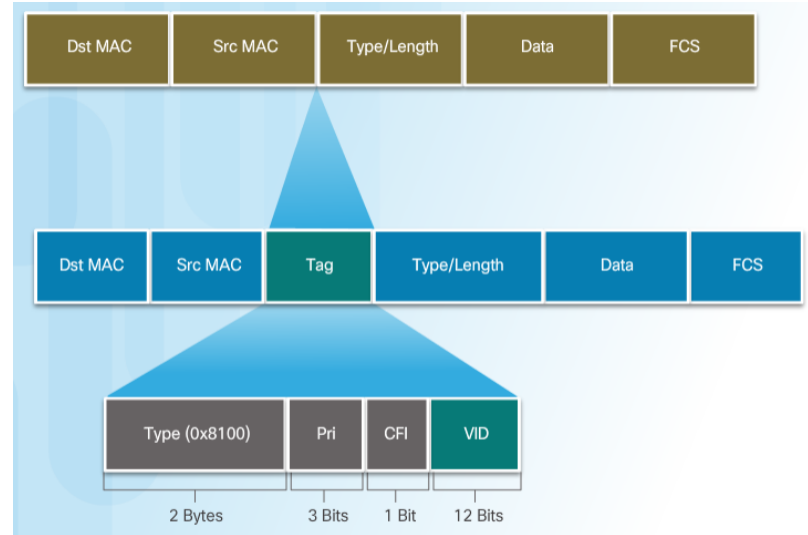 Dst MAC Src MAC Type/Length Data FCS
Dst MAC Src MAC Tag Type/Length Data FCS
Type (0x8100) Pri CFI VID
2 Bytes 3 Bits 1 Bit 12 Bits